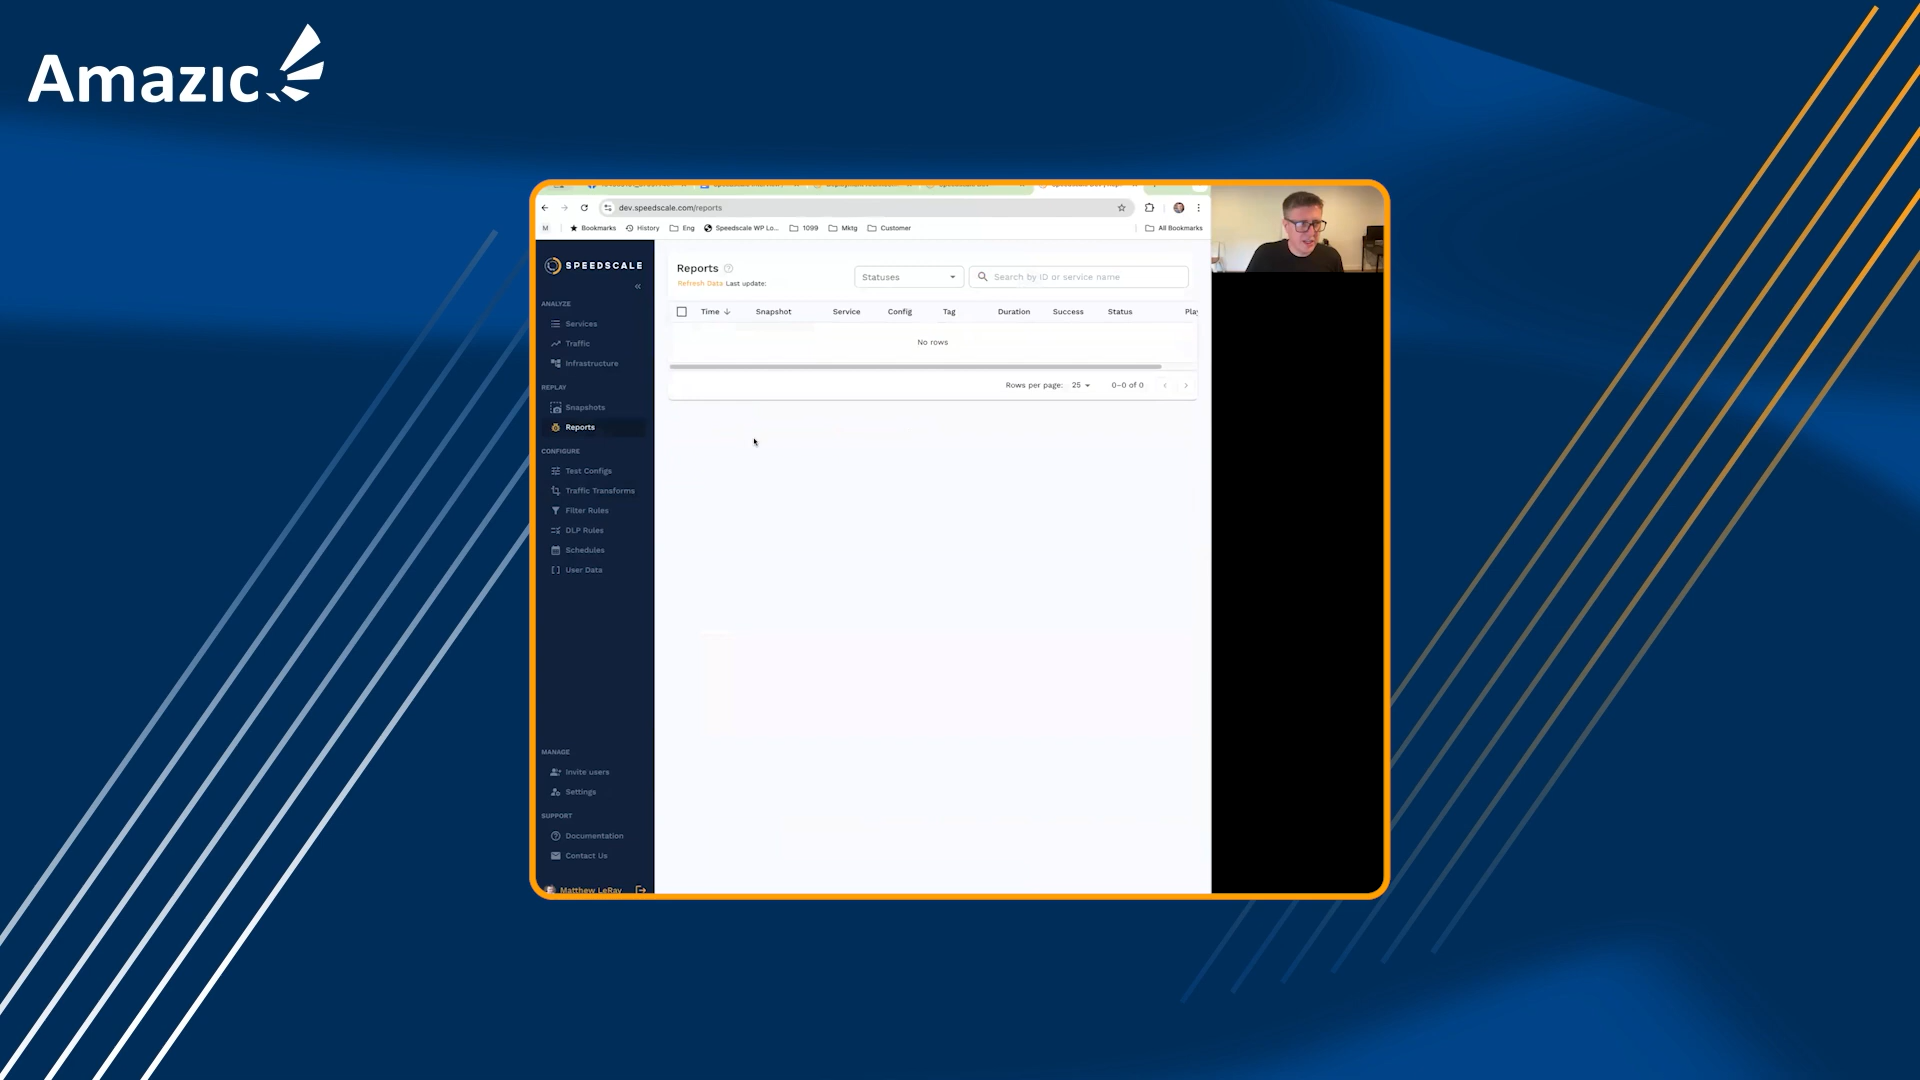 Amazic
dev.speedscale.com/reports
M
Bookmarks
History
Eng
Speedscale WP Lo...
1099
Mktg
Customer
All Bookmarks
SPEEDSCALE
ANALYZE
Services
Traffic
Infrastructure
REPLAY
Snapshots
Reports
CONFIGURE
Test Configs
Traffic Transforms
Filter Rules
DLP Rules
Schedules
User Data
MANAGE
Invite users
Settings
SUPPORT
Documentation
Contact Us
Matthew LeRay
Reports
Refresh Data Last update:
Statuses
Search by ID or service name
Time Snapshot Service Config Tag Duration Success Status Play
No rows
Rows per page: 25 0–0 of 0